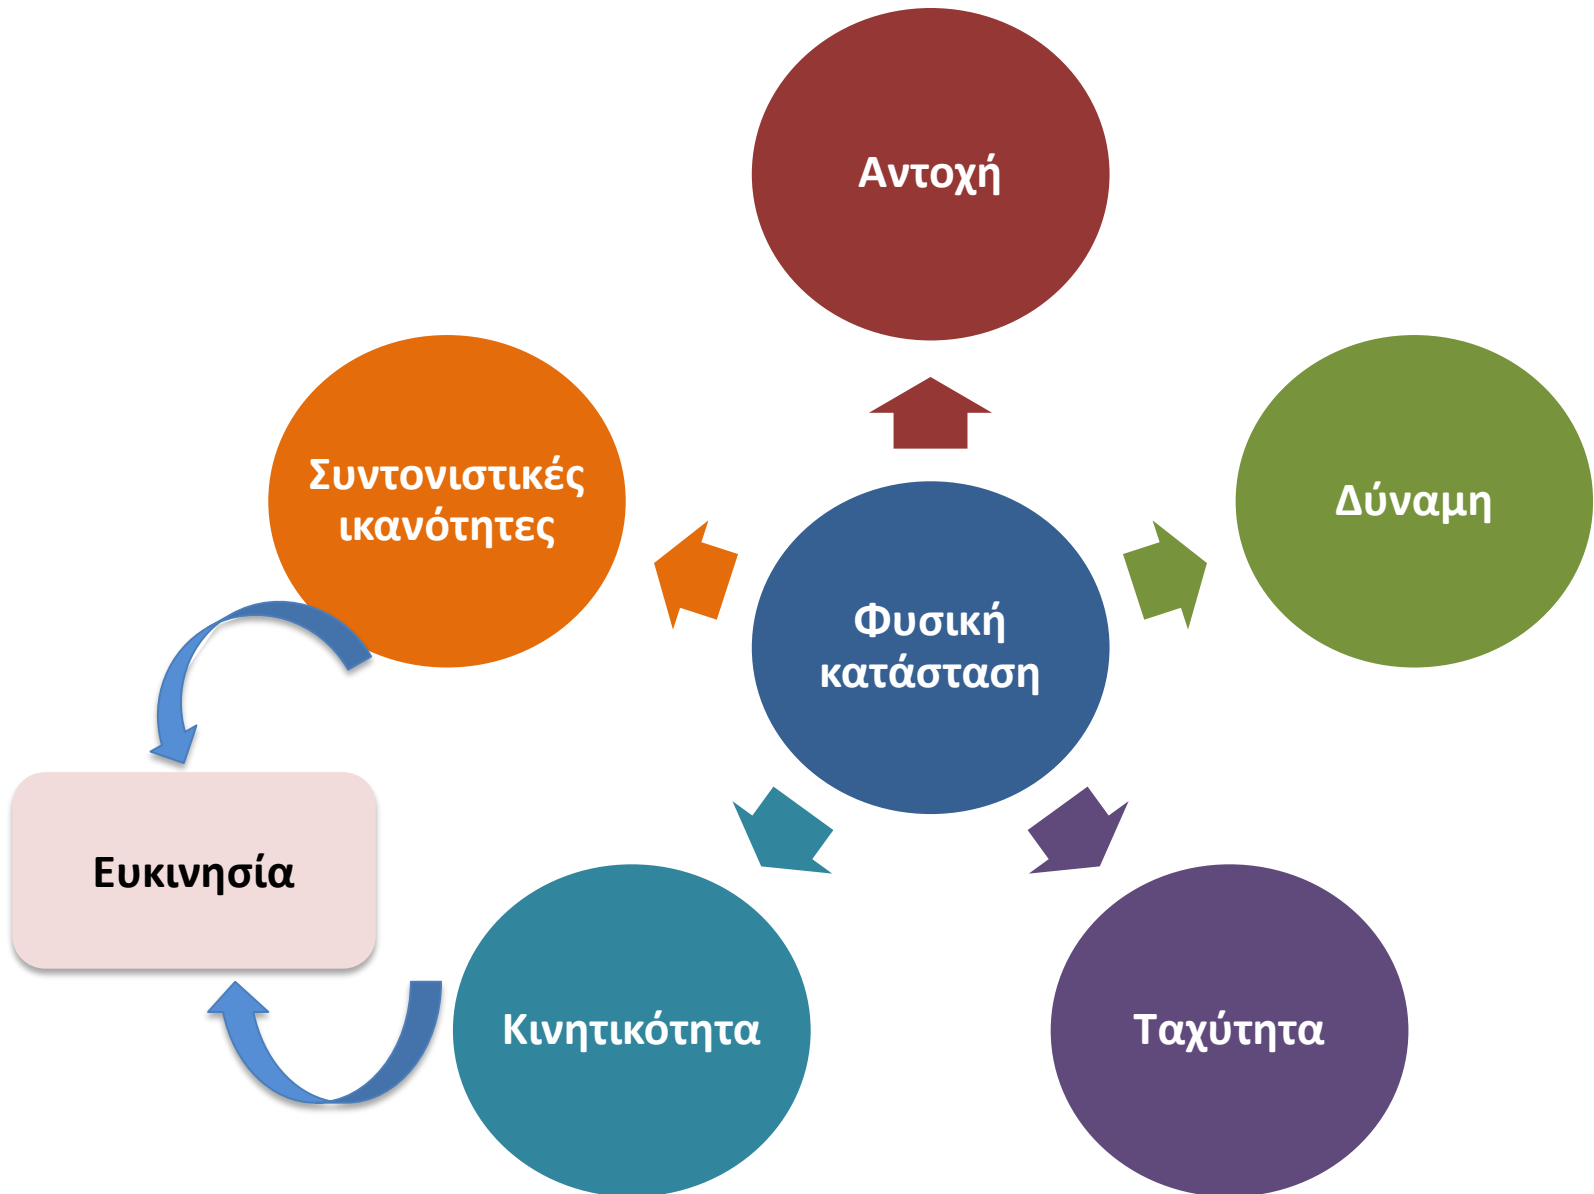 Αντοχή
Συντονιστικές
ικανότητες
Δύναμη
Φυσική
κατάσταση
Ευκινησία
Κινητικότητα
Ταχύτητα